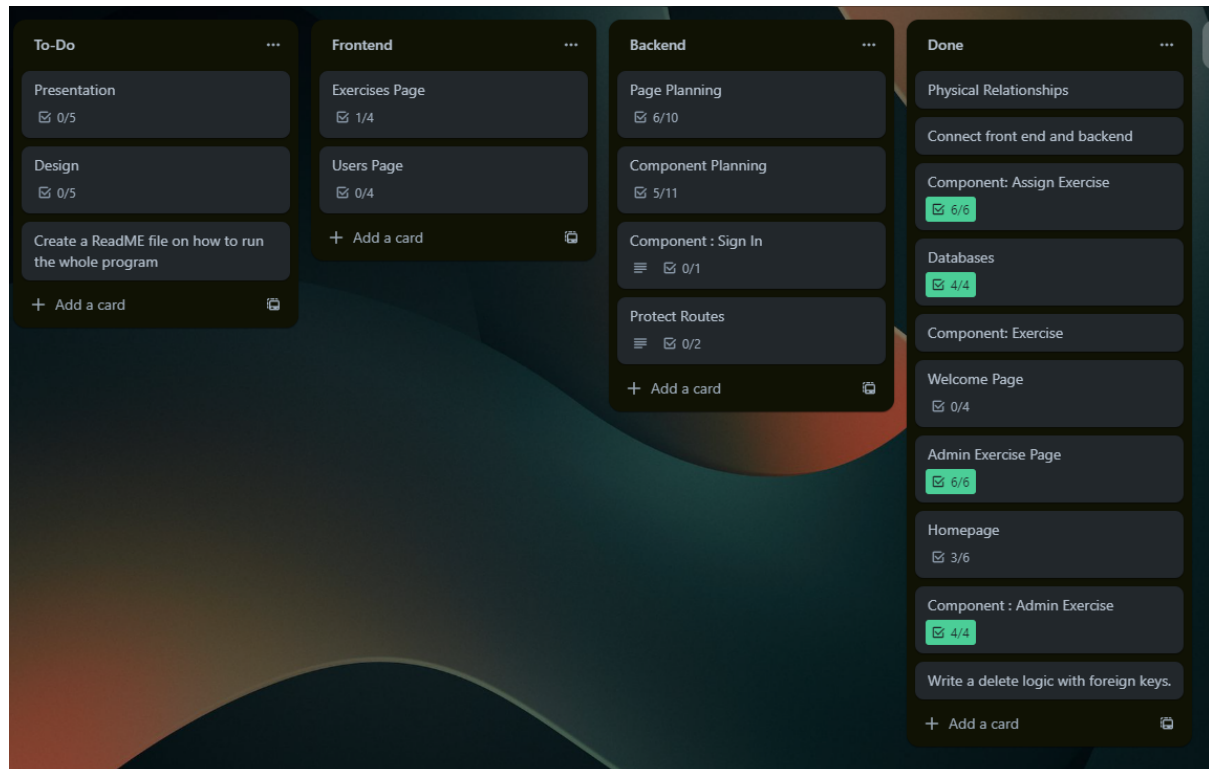 To-Do
Presentation
0/5
Design
0/5
Create a ReadME file on how to run
the whole program
+ Add a card
Frontend
Exercises Page
1/4
Users Page
0/4
+ Add a card
Backend
Page Planning
6/10
Component Planning
5/11
Component : Sign In
0/1
Protect Routes
0/2
+ Add a card
Done
Physical Relationships
Connect front end and backend
Component: Assign Exercise
6/6
Databases
4/4
Component: Exercise
Welcome Page
0/4
Admin Exercise Page
6/6
Homepage
3/6
Component : Admin Exercise
4/4
Write a delete logic with foreign keys.
+ Add a card